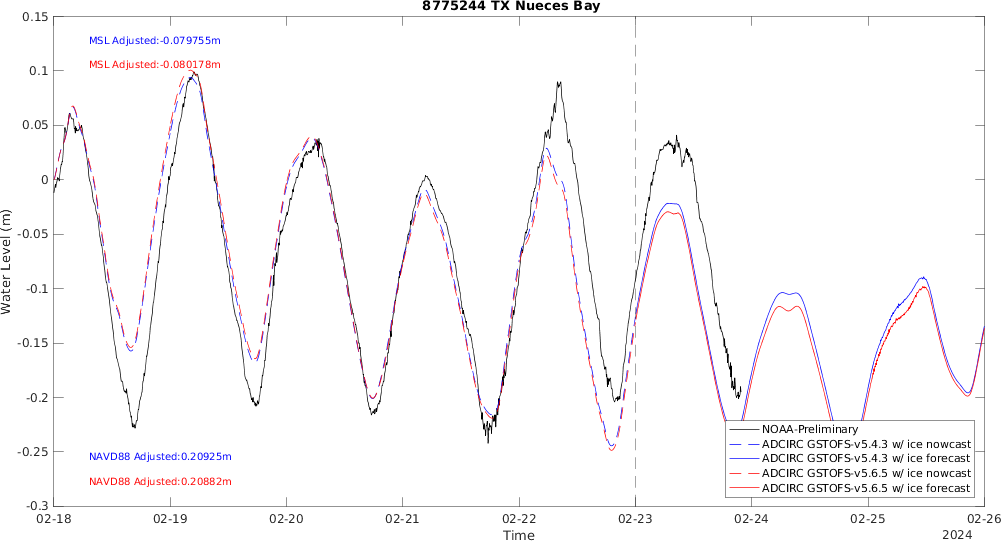 8775244 TX Nueces Bay
MSL Adjusted:-0.079755m
MSL Adjusted:-0.080178m
0.15
0.1
0.05
0
-0.05
-0.1
-0.15
-0.2
-0.25
-0.3
Water Level (m)
NAVD88 Adjusted:0.20925m
NAVD88 Adjusted:0.20882m
NOAA-Preliminary
ADCIRC GSTOFS-v5.4.3 w/ ice nowcast
ADCIRC GSTOFS-v5.4.3 w/ ice forecast
ADCIRC GSTOFS-v5.6.5 w/ ice nowcast
ADCIRC GSTOFS-v5.6.5 w/ ice forecast
02-18 02-19 02-20 02-21 02-22 02-23 02-24 02-25 02-26
Time
2024